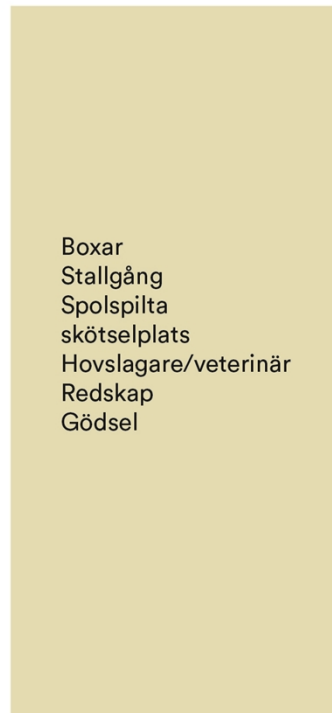 Boxar
Stallgång
Spolspilta
skötselplats
Hovslagare/veterinär
Redskap
Gödsel